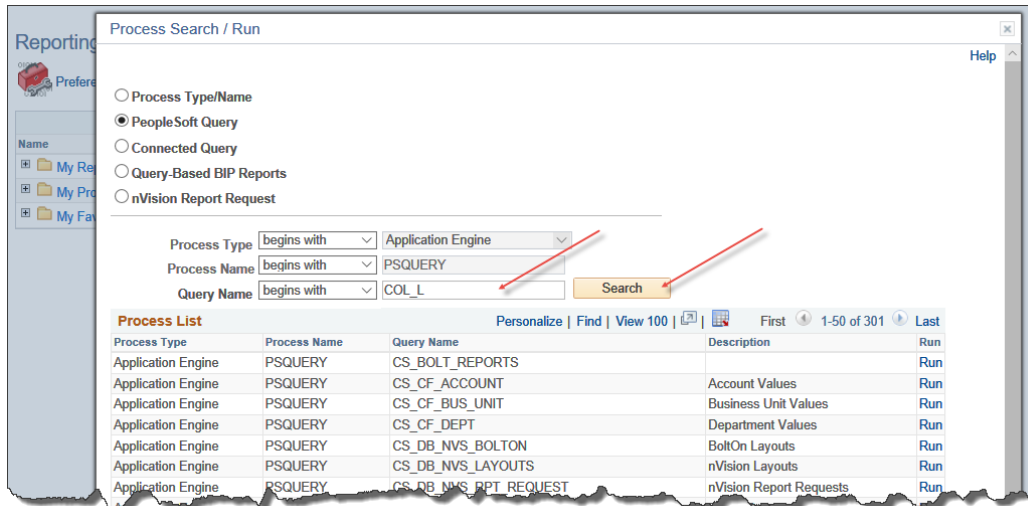 Process Search / Run
Reporting
Help
Prefere
Process Type/Name
PeopleSoft Query
Name
Connected Query
My Rep
Query-Based BIP Reports
My Pro
nVision Report Request
My Fav
Process Type begins with Application Engine
Process Name begins with PSQUERY
Query Name begins with COL_L Search
Process List Personalize | Find | View 100 | | First 1-50 of 301 Last
Process Type Process Name Query Name Description Run
Application Engine PSQUERY CS_BOLT_REPORTS Run
Application Engine PSQUERY CS_CF_ACCOUNT Account Values Run
Application Engine PSQUERY CS_CF_BUS_UNIT Business Unit Values Run
Application Engine PSQUERY CS_CF_DEPT Department Values Run
Application Engine PSQUERY CS_DB_NVS_BOLTON BoltOn Layouts Run
Application Engine PSQUERY CS_DB_NVS_LAYOUTS nVision Layouts Run
Application Engine PSQUERY CS_DB_NVS_RPT_REQUEST nVision Report Requests Run